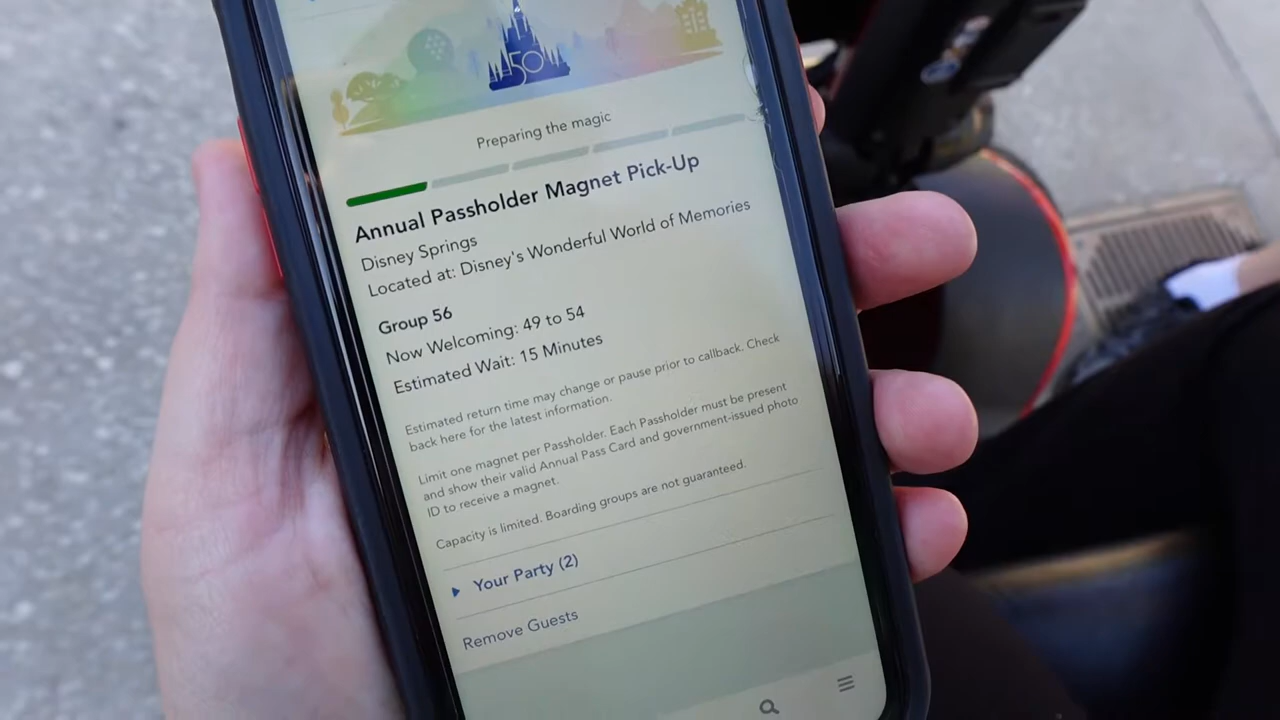 50
Preparing the magic
Annual Passholder Magnet Pick-Up
Disney Springs
Located at: Disney's Wonderful World of Memories
Group 56
Now Welcoming: 49 to 54
Estimated Wait: 15 Minutes
Estimated return time may change or pause prior to callback. Check
back here for the latest information.
Limit one magnet per Passholder. Each Passholder must be present
and show their valid Annual Pass Card and government-issued photo
ID to receive a magnet.
Capacity is limited. Boarding groups are not guaranteed.
Your Party (2)
Remove Guests